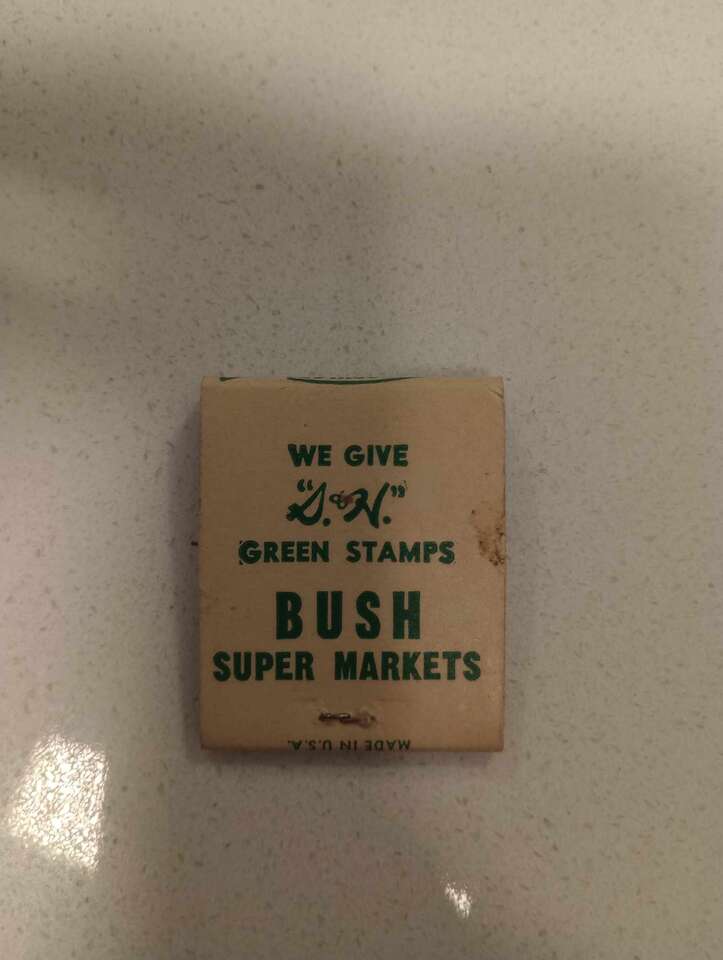 WE GIVE
"S.&H."
GREEN STAMPS
BUSH
SUPER MARKETS
MADE IN U.S.A.